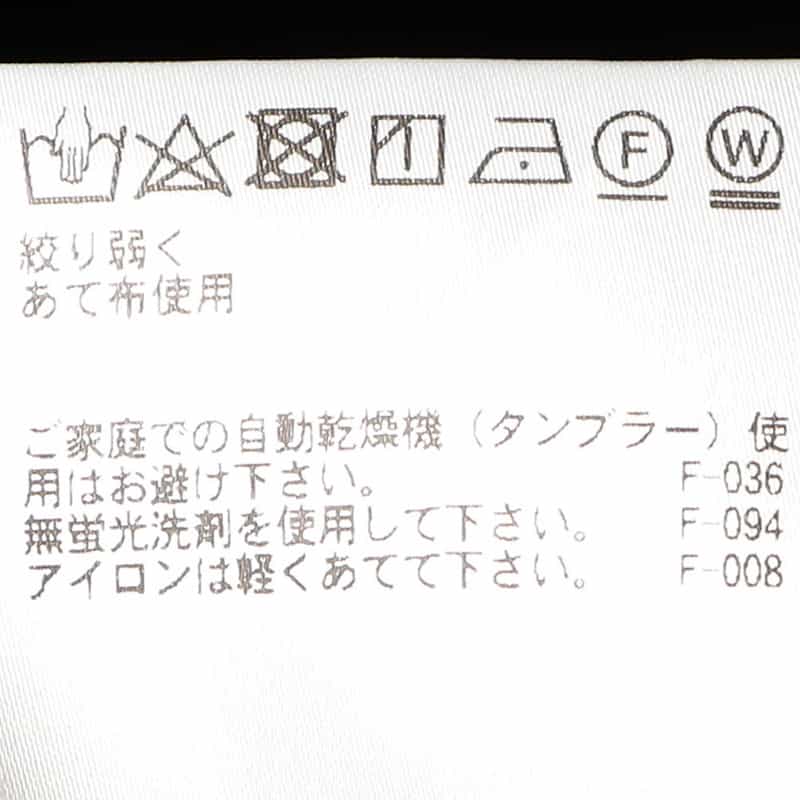 F W
絞り弱く
あて布使用
ご家庭での自動乾燥機（タンブラー）使
用はお避け下さい。 F-036
無蛍光洗剤を使用して下さい。 F-094
アイロンは軽くあてて下さい。 F-008